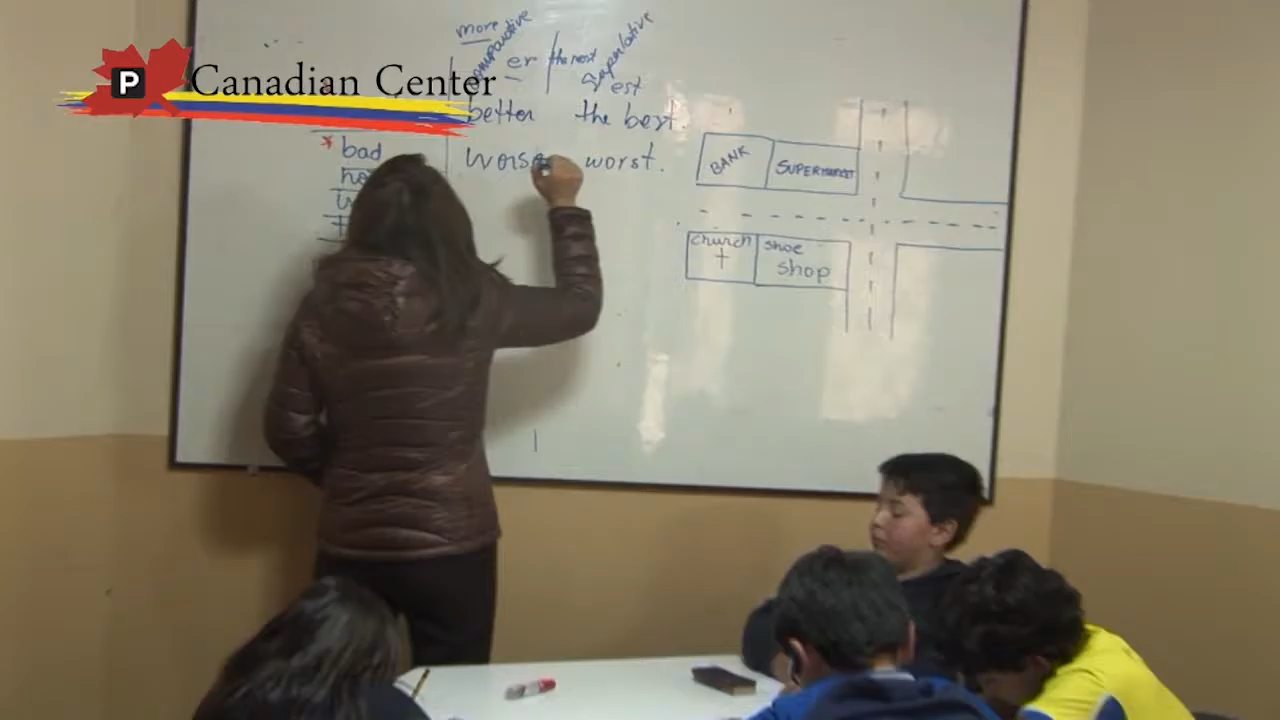 P Canadian Center
more
comparative
superlative
er
the most
est
better the best
* bad
worse worst.
BANK SUPERMARKET
church shoe
shop